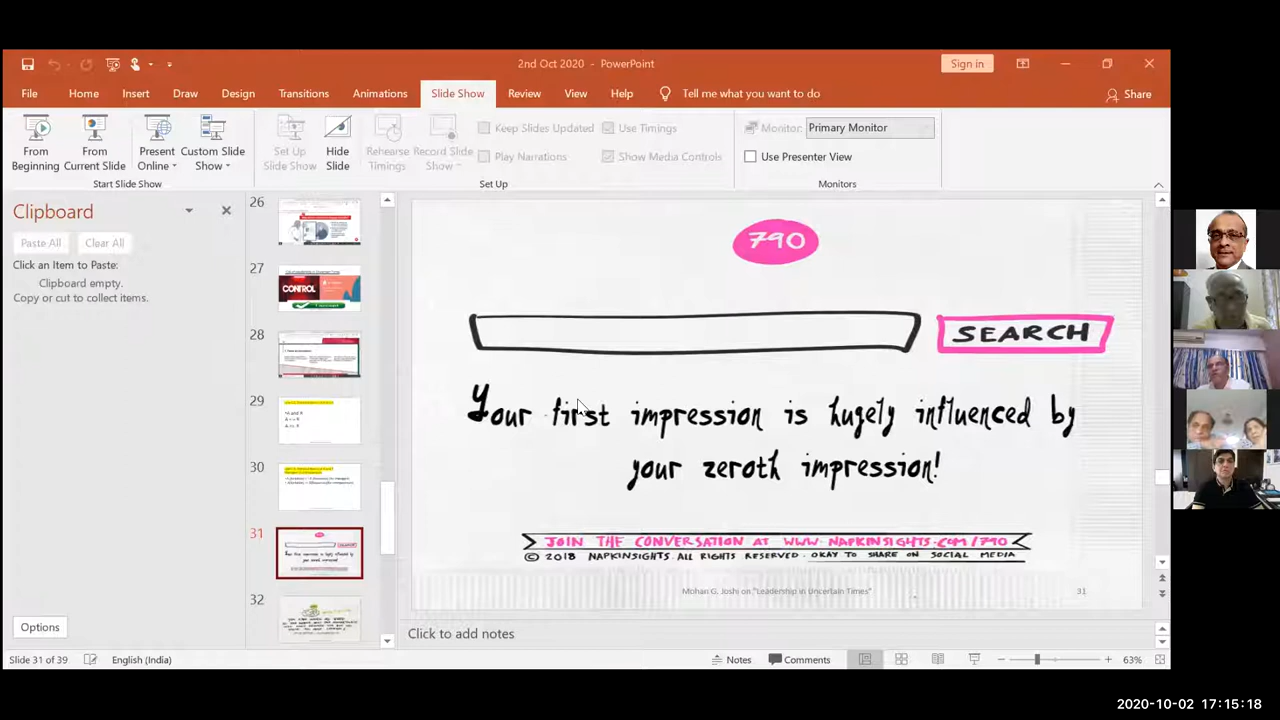 2nd Oct 2020 - PowerPoint
Sign in
File Home Insert Draw Design Transitions Animations Slide Show Review View Help Tell me what you want to do Share
From Beginning
From Current Slide
Present Online
Custom Slide Show
Start Slide Show
Set Up Slide Show
Hide Slide
Rehearse Timings
Record Slide Show
Keep Slides Updated
Play Narrations
Use Timings
Show Media Controls
Set Up
Monitor: Primary Monitor
Use Presenter View
Monitors
Clipboard
Paste All Clear All
Click an Item to Paste:
Clipboard empty.
Copy or cut to collect items.
Options
26
27
CONTROL
28
29
30
31
32
790
SEARCH
Your first impression is hugely influenced by
your zeroth impression!
JOIN THE CONVERSATION AT WWW.NAPKINSIGHTS.COM/790
© 2018 NAPKINSIGHTS. ALL RIGHTS RESERVED. OKAY TO SHARE ON SOCIAL MEDIA
Mohan G. Joshi on "Leadership in Uncertain Times"
31
Click to add notes
Slide 31 of 39 English (India) Notes Comments 63%
2020-10-02 17:15:18